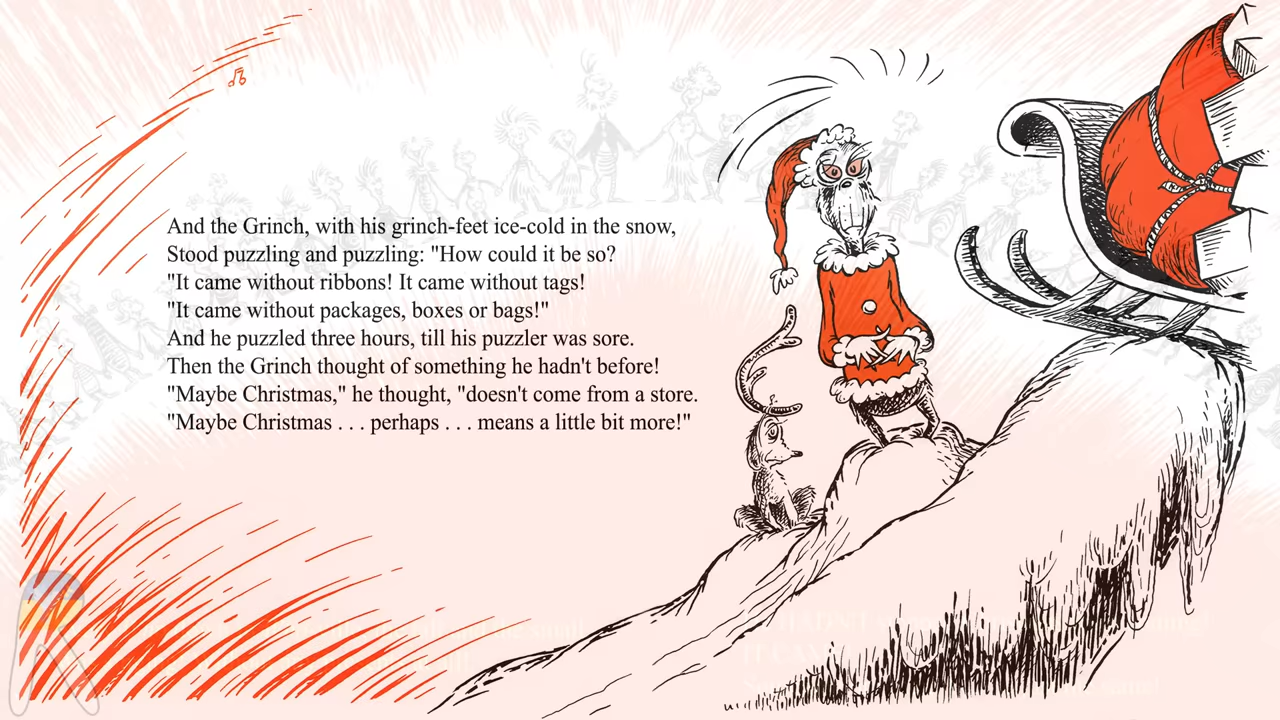 And the Grinch, with his grinch-feet ice-cold in the snow,
Stood puzzling and puzzling: "How could it be so?
"It came without ribbons! It came without tags!
"It came without packages, boxes or bags!"
And he puzzled three hours, till his puzzler was sore.
Then the Grinch thought of something he hadn't before!
"Maybe Christmas," he thought, "doesn't come from a store.
"Maybe Christmas . . . perhaps . . . means a little bit more!"